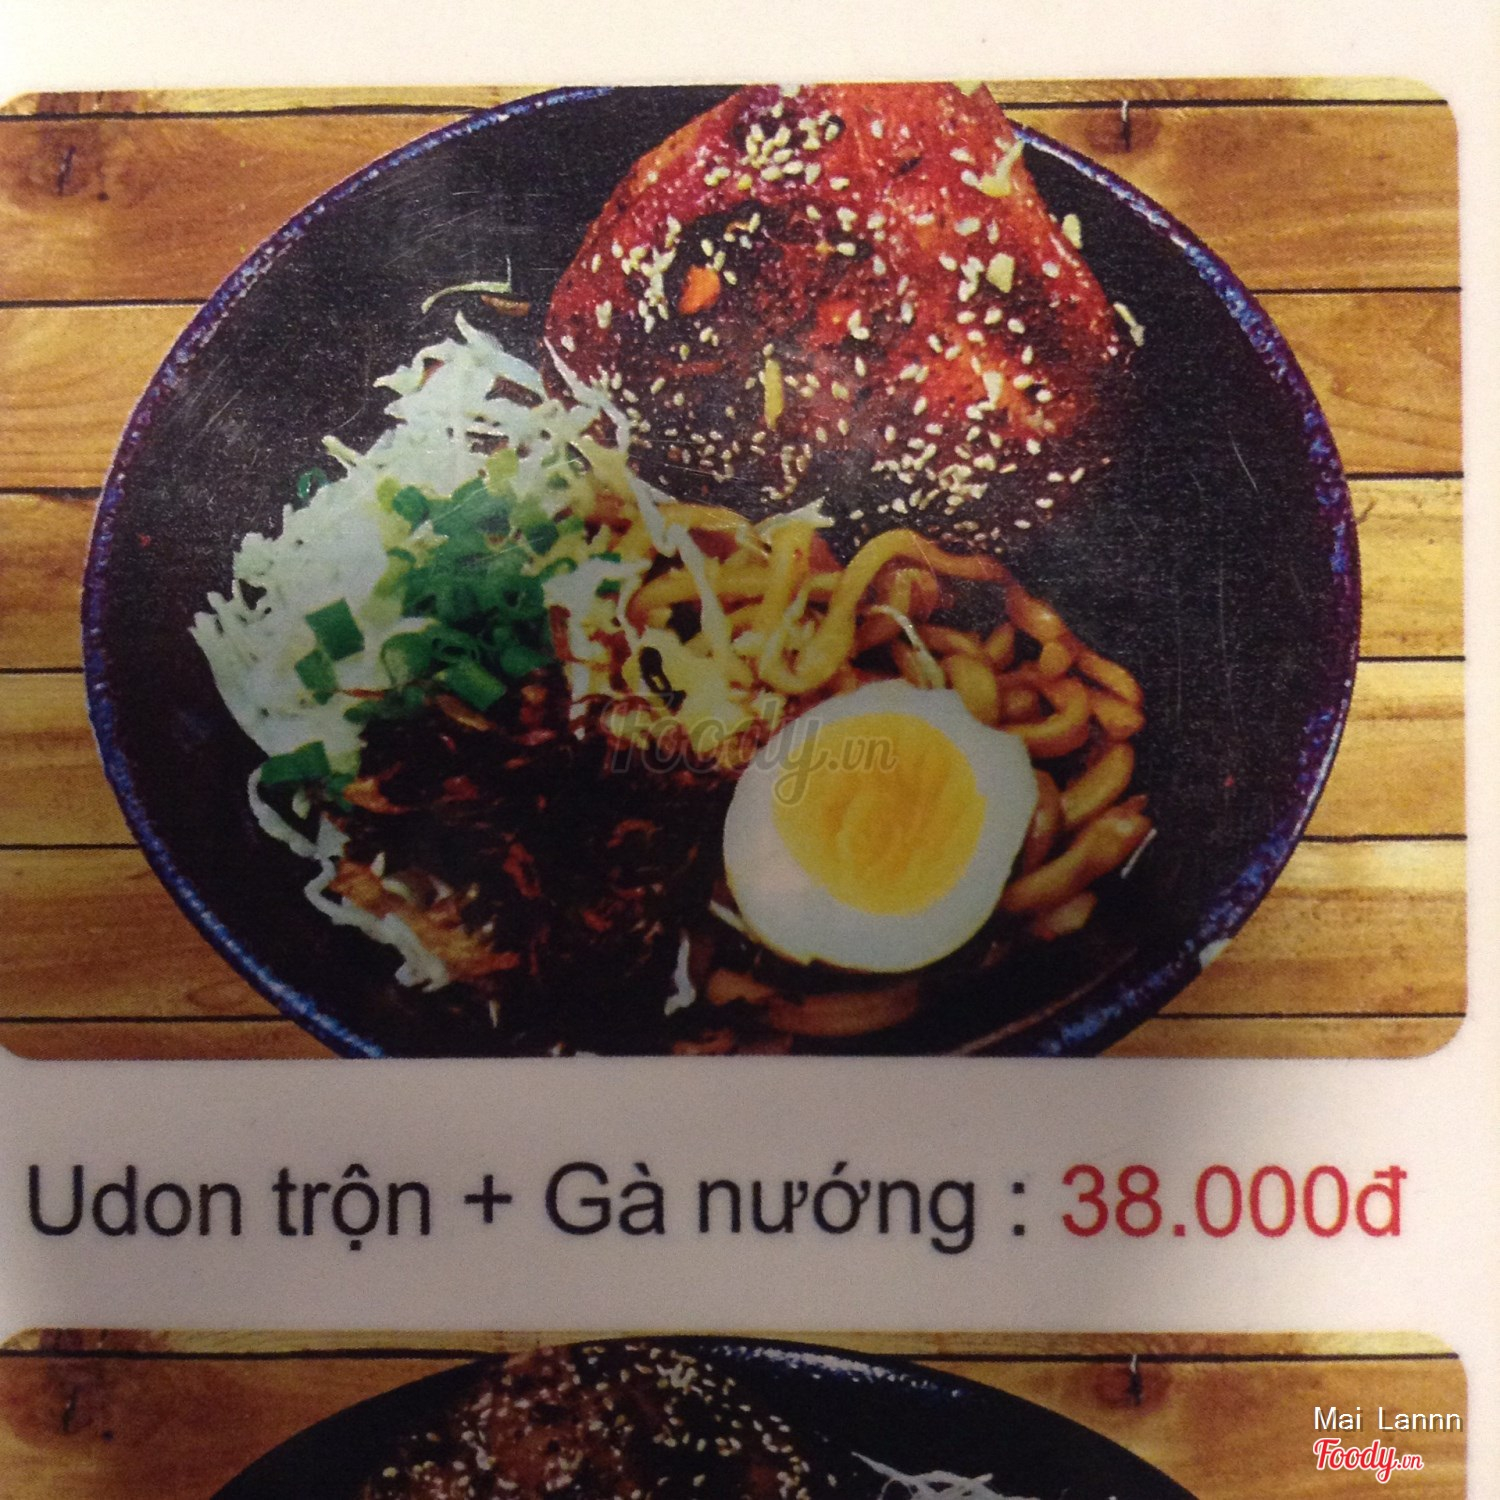 Foody.vn
Udon trộn + Gà nướng : 38.000đ
Mai Lannn
Foody.vn